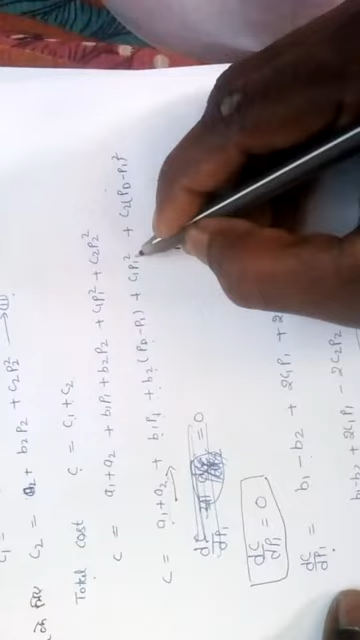 C₁ =
C₂ = a₂ + b₂P₂ + C₂P₂² → (ii)
Total cost C = C₁ + C₂
C = a₁ + a₂ + b₁P₁ + b₂P₂ + C₁P₁² + C₂P₂²
C = a₁ + a₂ + b₁P₁ + b₂(P_D - P₁) + C₁P₁² + C₂(P_D - P₁)²
dC/dP₁ = 0
dC/dP₁ = b₁ - b₂ + 2C₁P₁ + 2
b₁ - b₂ + 2C₁P₁ - 2C₂P₂